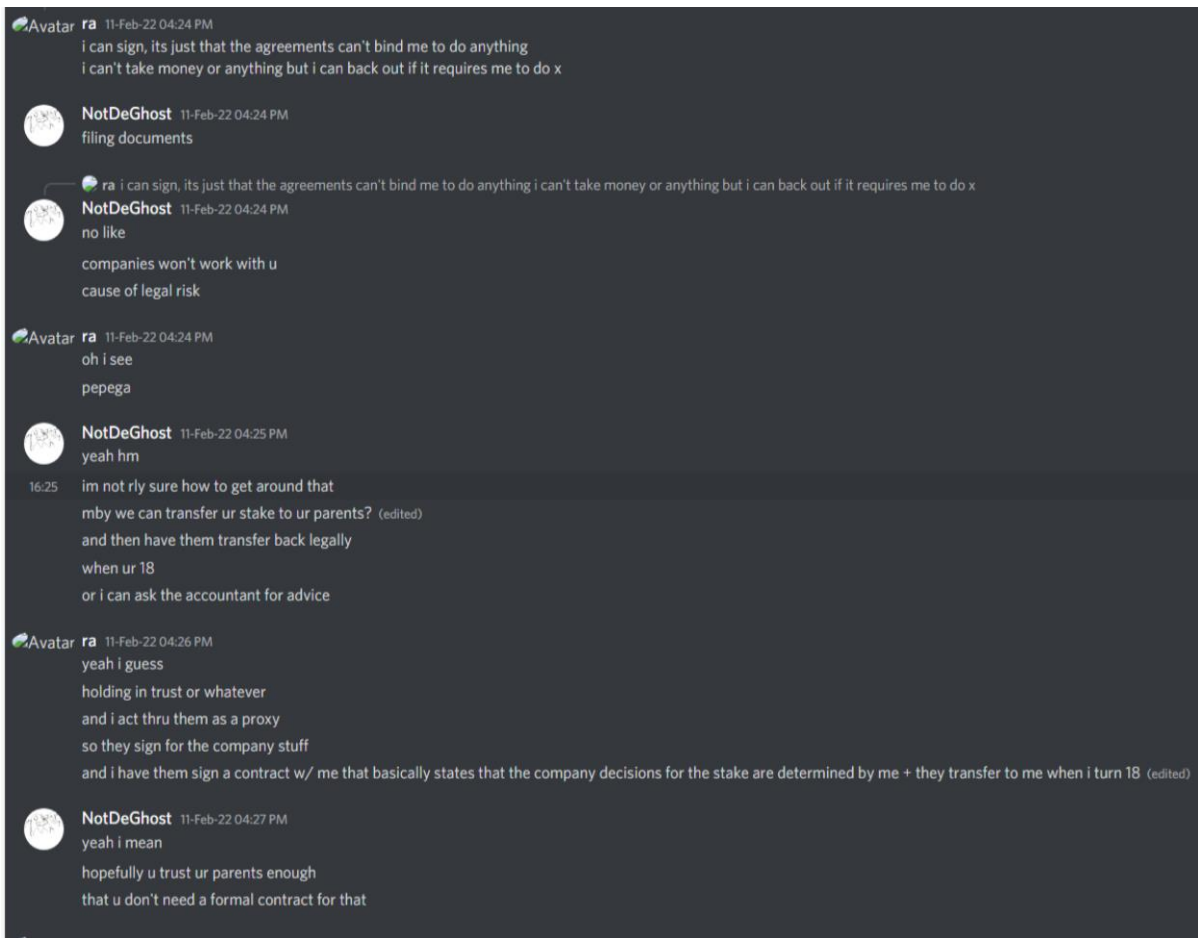 Avatar ra 11-Feb-22 04:24 PM
i can sign, its just that the agreements can't bind me to do anything
i can't take money or anything but i can back out if it requires me to do x
NotDeGhost 11-Feb-22 04:24 PM
filing documents
ra i can sign, its just that the agreements can't bind me to do anything i can't take money or anything but i can back out if it requires me to do x
NotDeGhost 11-Feb-22 04:24 PM
no like
companies won't work with u
cause of legal risk
Avatar ra 11-Feb-22 04:24 PM
oh i see
pepega
NotDeGhost 11-Feb-22 04:25 PM
yeah hm
16:25 im not rly sure how to get around that
mby we can transfer ur stake to ur parents? (edited)
and then have them transfer back legally
when ur 18
or i can ask the accountant for advice
Avatar ra 11-Feb-22 04:26 PM
yeah i guess
holding in trust or whatever
and i act thru them as a proxy
so they sign for the company stuff
and i have them sign a contract w/ me that basically states that the company decisions for the stake are determined by me + they transfer to me when i turn 18 (edited)
NotDeGhost 11-Feb-22 04:27 PM
yeah i mean
hopefully u trust ur parents enough
that u don't need a formal contract for that